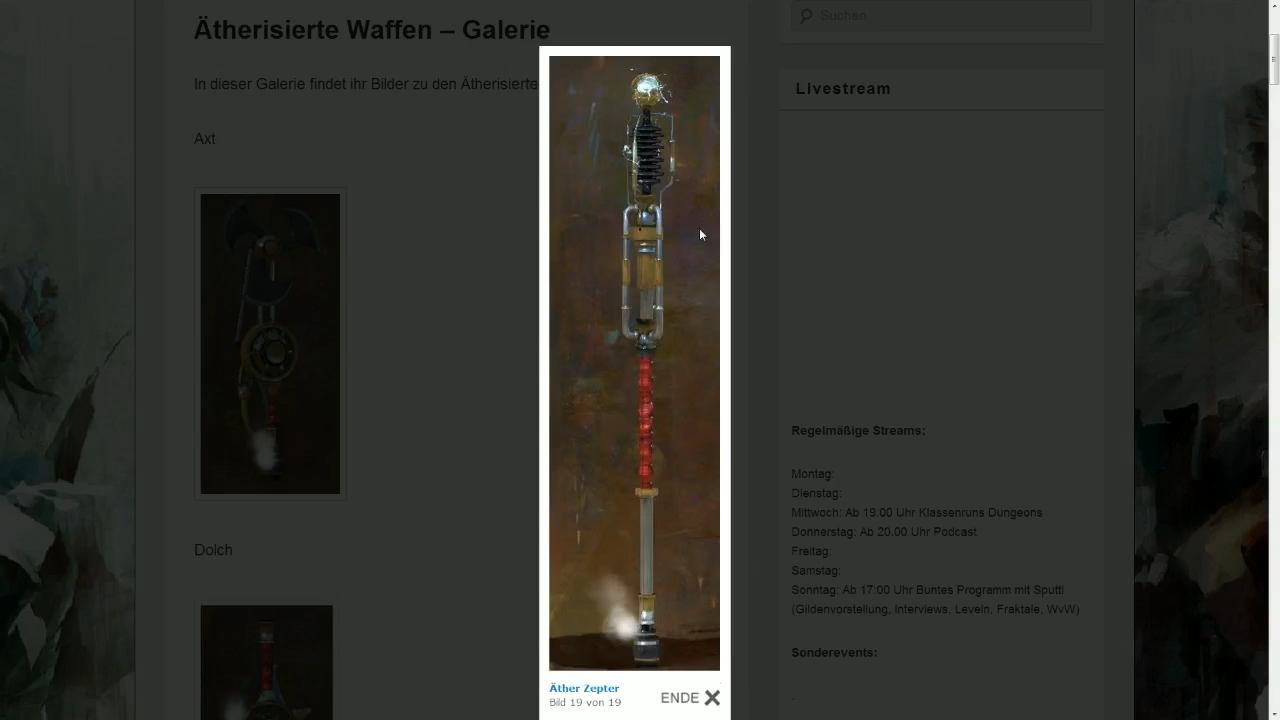 Ätherisierte Waffen – Galerie
In dieser Galerie findet ihr Bilder zu den Ätherisierte
Axt
Dolch
Äther Zepter
Bild 19 von 19
ENDE
Suchen
Livestream
Regelmäßige Streams:
Montag:
Dienstag:
Mittwoch: Ab 19:00 Uhr Klassenruns Dungeons
Donnerstag: Ab 20.00 Uhr Podcast
Freitag:
Samstag:
Sonntag: Ab 17:00 Uhr Buntes Programm mit Sputti
(Gildenvorstellung, Interviews, Leveln, Fraktale, WvW)
Sonderevents: